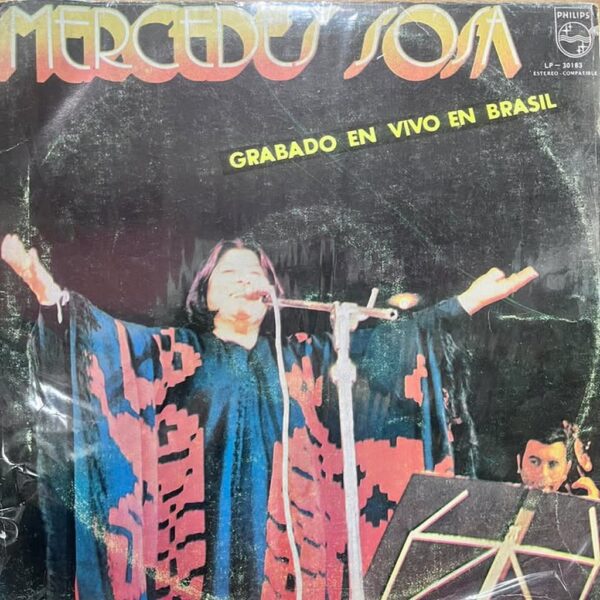 MERCEDES SOSA
PHILIPS
LP-30183
ESTEREO-COMPATIBLE
GRABADO EN VIVO EN BRASIL